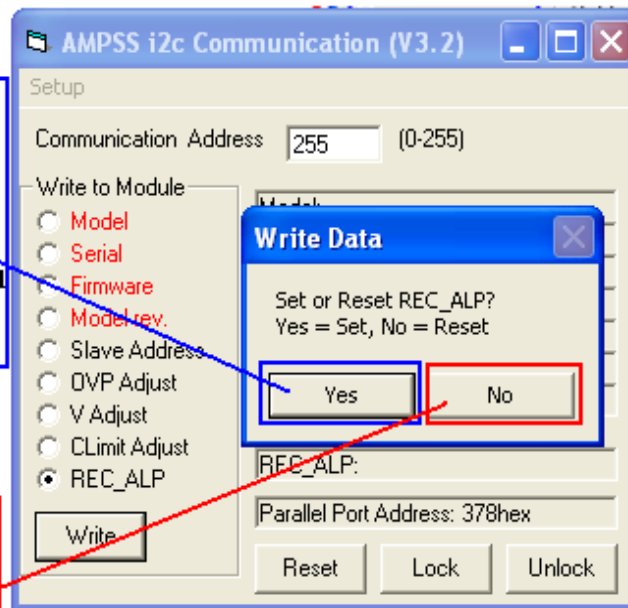 AMPSS i2c Communication (V3.2)
Setup
Communication Address 255 (0-255)
Write to Module
Model
Serial
Firmware
Model rev.
Slave Address
OVP Adjust
V Adjust
CLimit Adjust
REC_ALP
Write
Write Data
Set or Reset REC_ALP?
Yes = Set, No = Reset
Yes No
REC_ALP:
Parallel Port Address: 378hex
Reset Lock Unlock